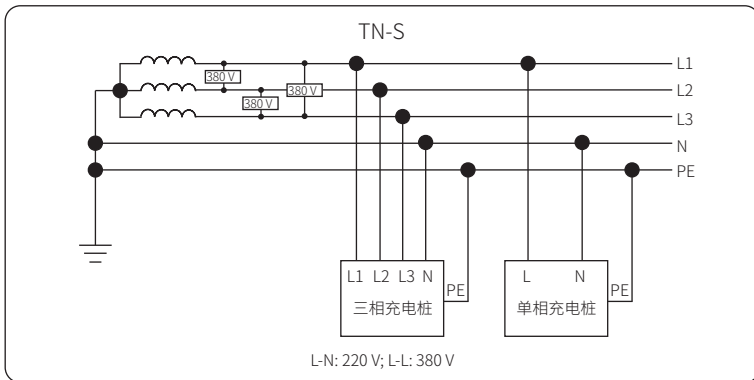 TN-S
L1
380 V
380 V
L2
380 V
L3
N
PE
L1 L2 L3 N
PE
三相充电桩
L N
PE
单相充电桩
L-N: 220 V; L-L: 380 V